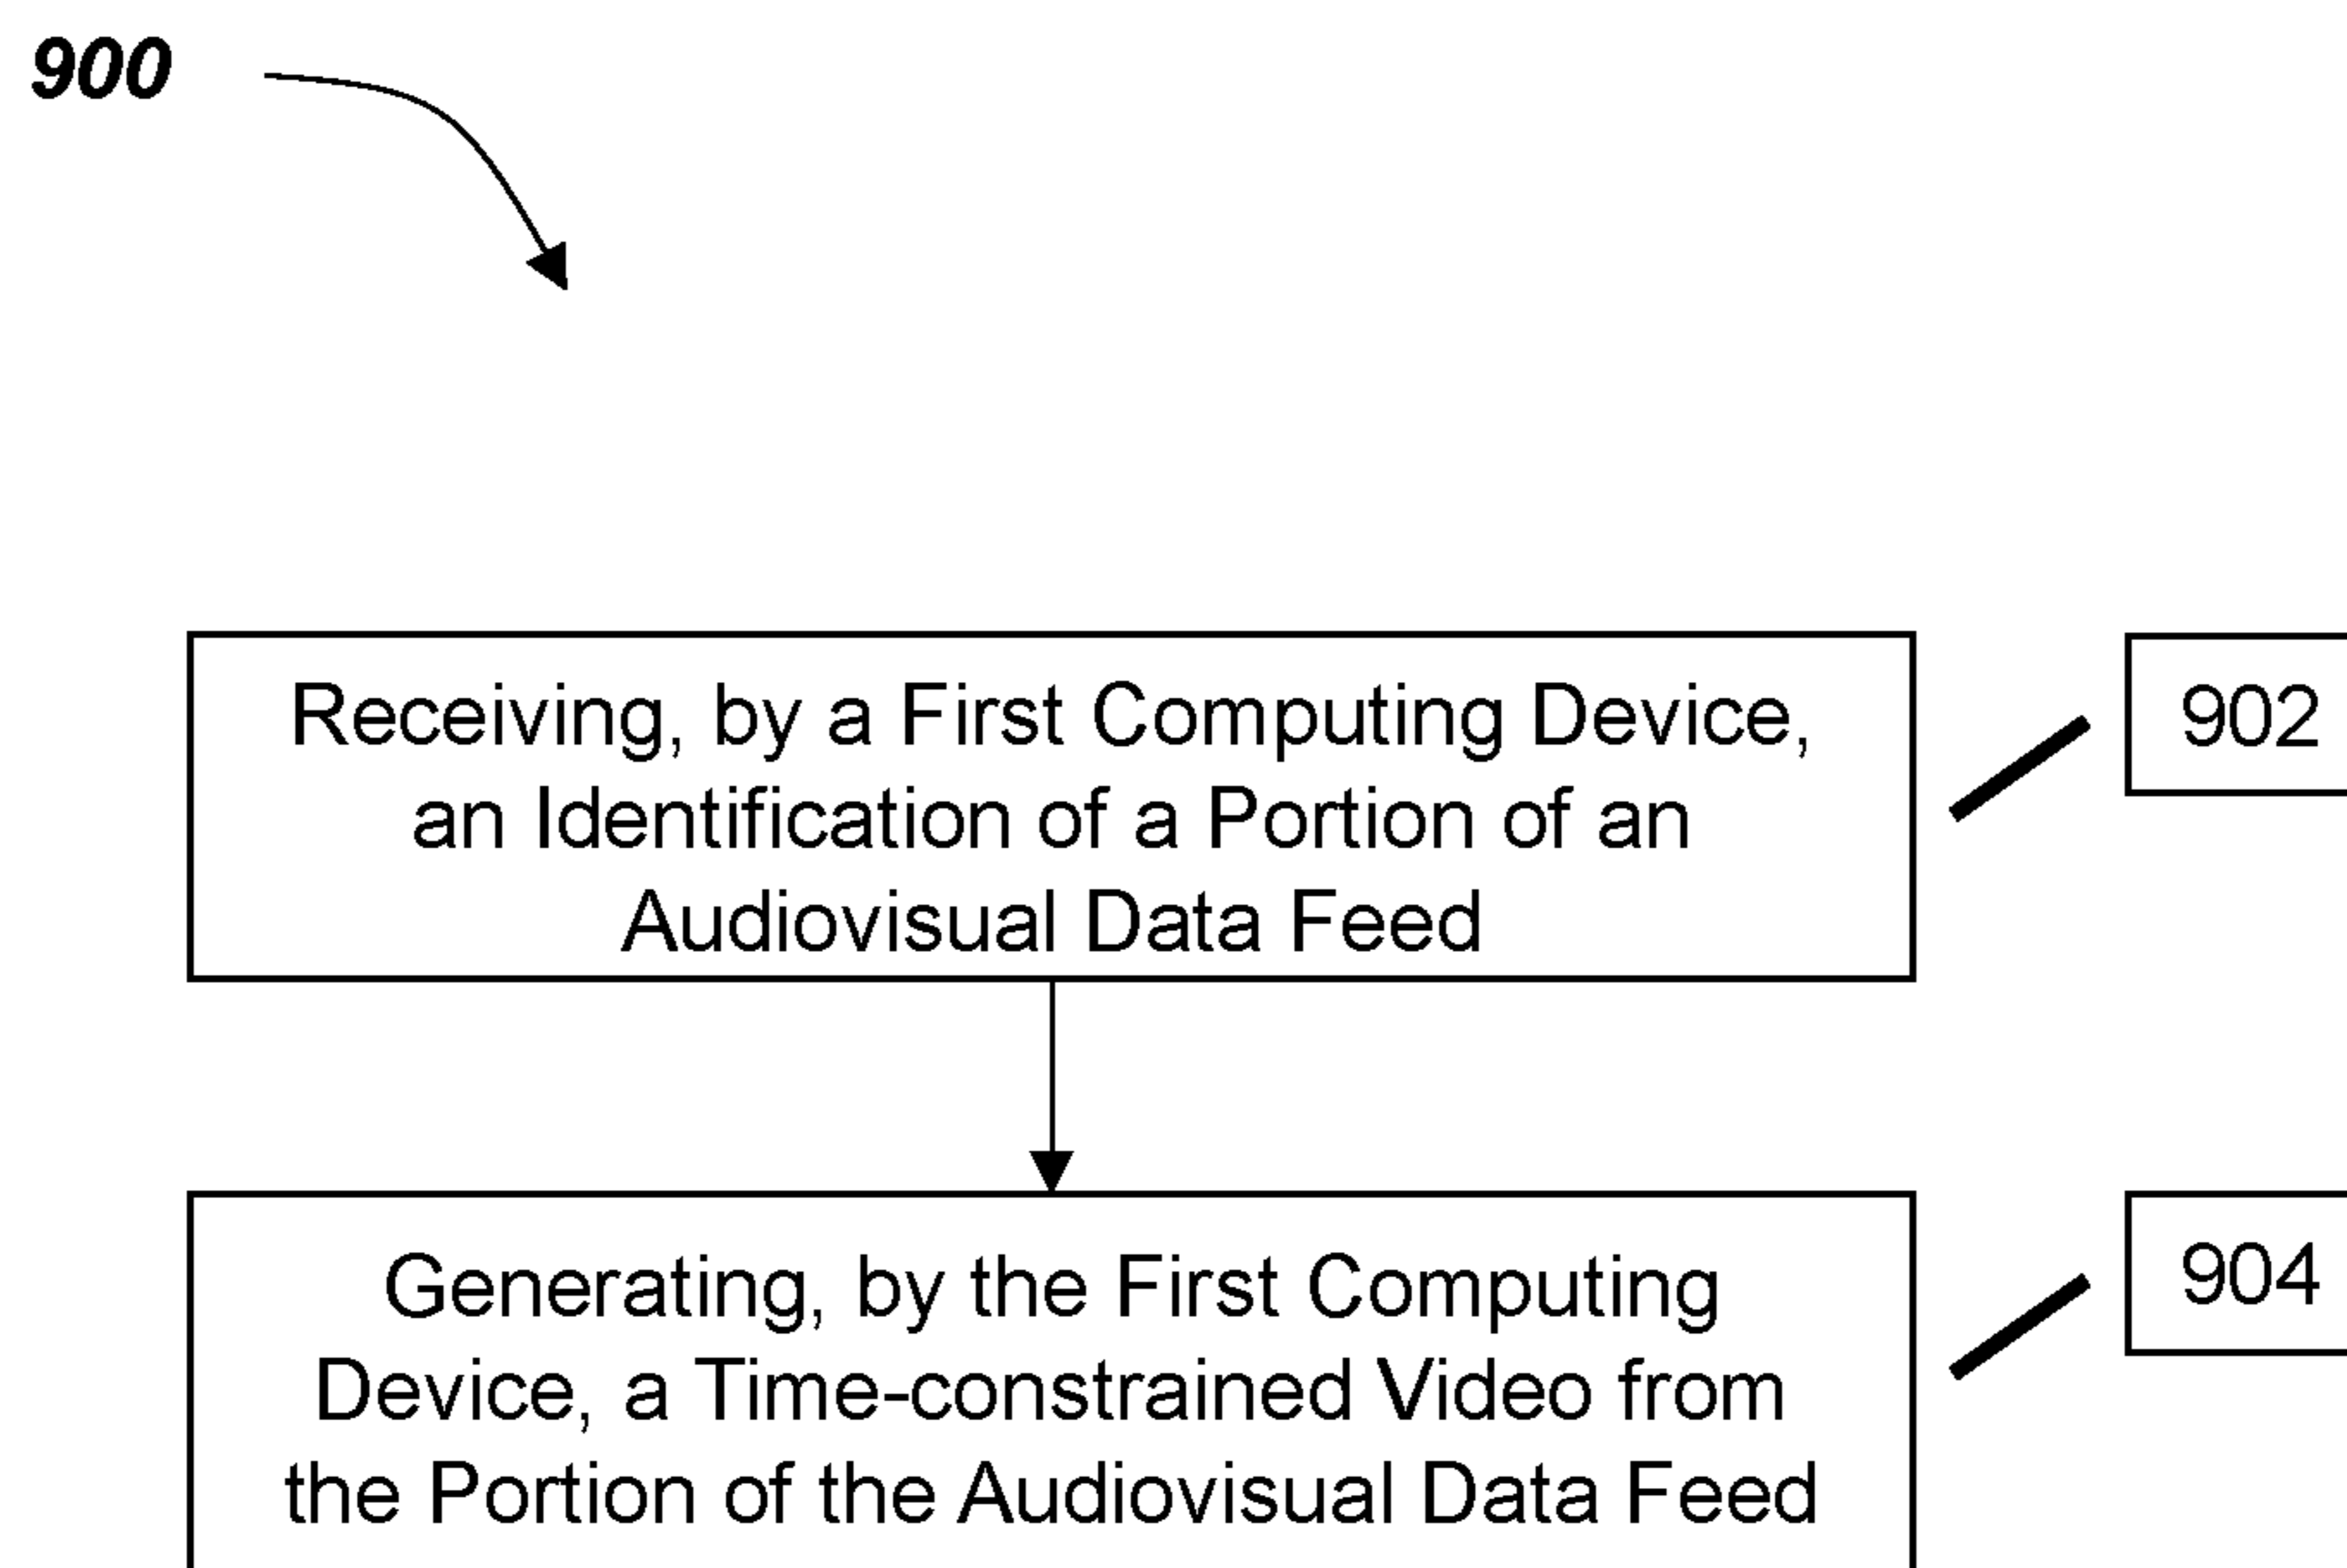 900
Receiving, by a First Computing Device,
an Identification of a Portion of an
Audiovisual Data Feed
902
Generating, by the First Computing
Device, a Time-constrained Video from
the Portion of the Audiovisual Data Feed
904